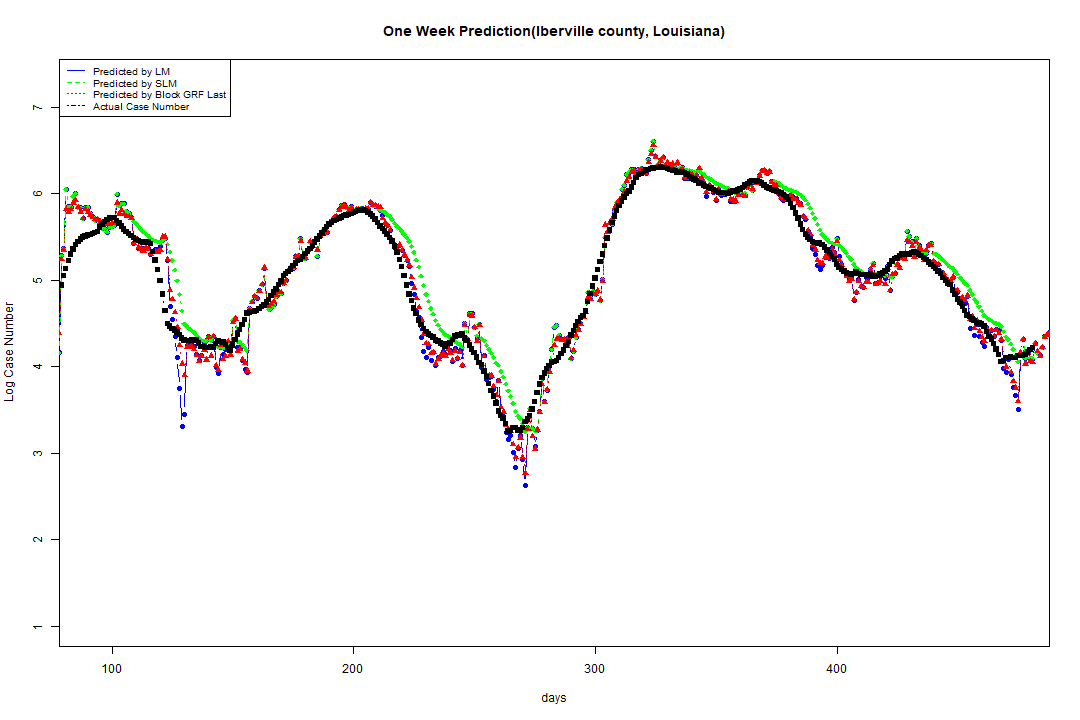 One Week Prediction(Iberville county, Louisiana)
Predicted by LM
Predicted by SLM
Predicted by Block GRF Last
Actual Case Number
7
6
5
4
3
2
1
Log Case Number
100 200 300 400
days